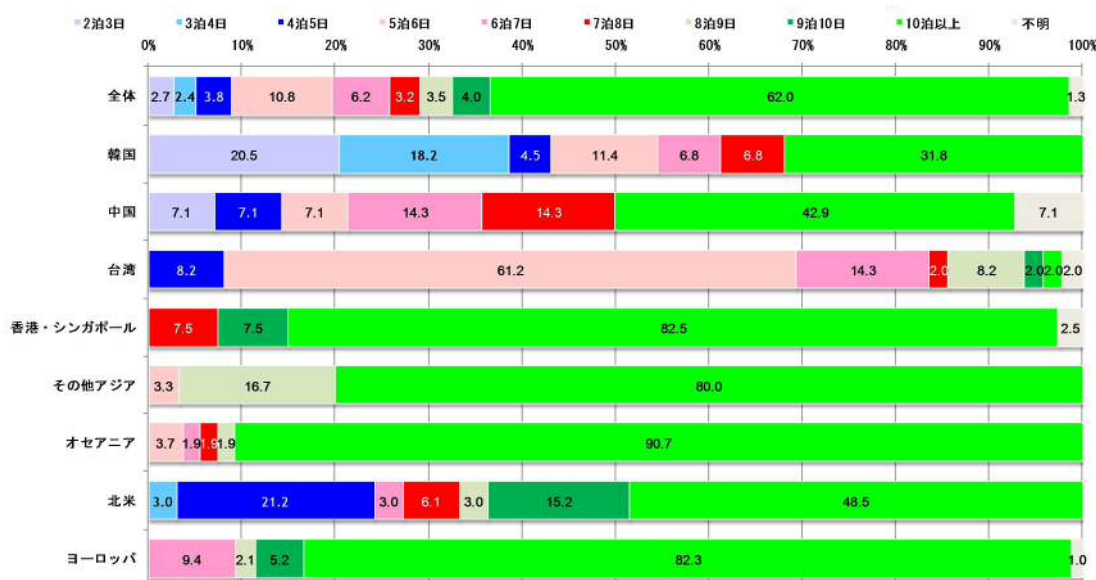 2泊3日 3泊4日 4泊5日 5泊6日 6泊7日 7泊8日 8泊9日 9泊10日 10泊以上 不明
0% 10% 20% 30% 40% 50% 60% 70% 80% 90% 100%
全体 2.7 2.4 3.8 10.8 6.2 3.2 3.5 4.0 62.0 1.3
韓国 20.5 18.2 4.5 11.4 6.8 6.8 31.8
中国 7.1 7.1 7.1 14.3 14.3 42.9 7.1
台湾 8.2 61.2 14.3 2.0 8.2 2.0 2.0 2.0
香港・シンガポール 7.5 7.5 82.5 2.5
その他アジア 3.3 16.7 80.0
オセアニア 3.7 1.9 1.9 1.9 90.7
北米 3.0 21.2 3.0 6.1 3.0 15.2 48.5
ヨーロッパ 9.4 2.1 5.2 82.3 1.0